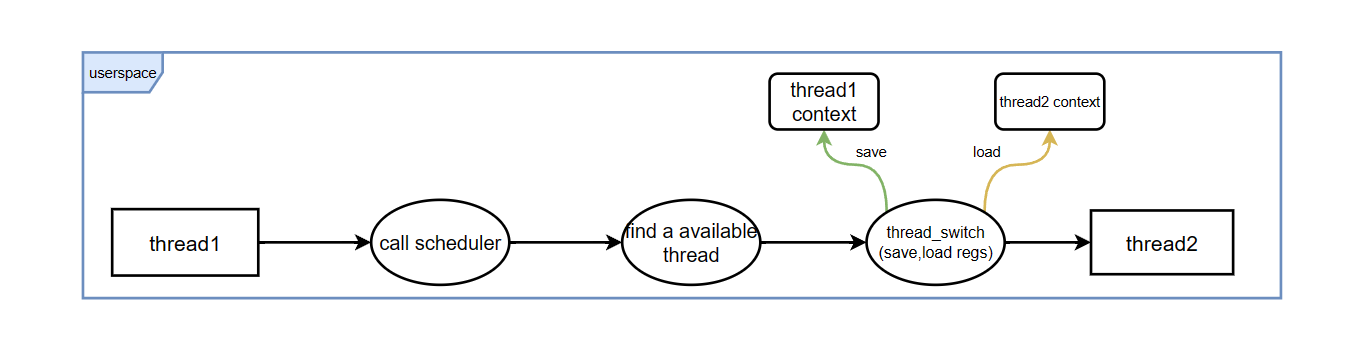 userspace
thread1
context
thread2 context
save
load
thread1
call scheduler
find a available
thread
thread_switch
(save,load regs)
thread2